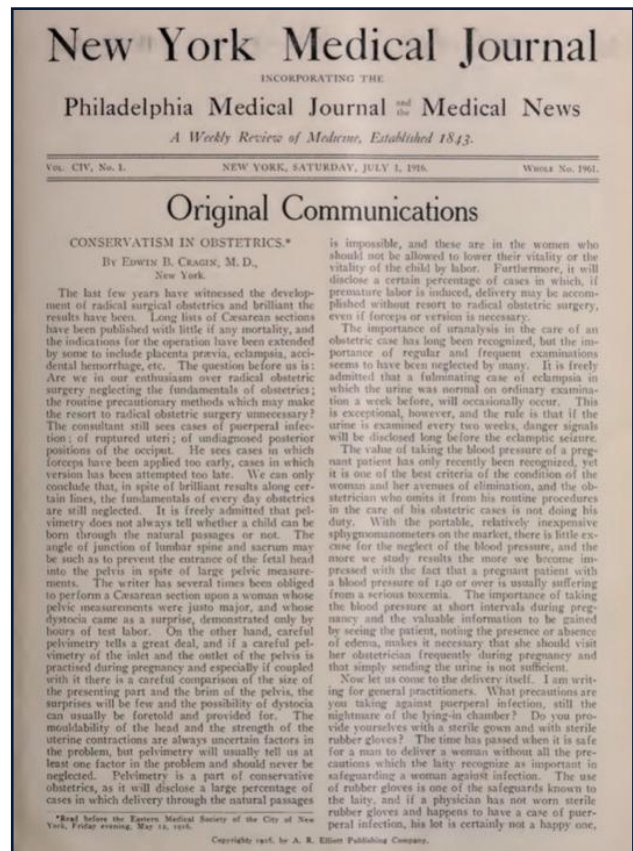 New York Medical Journal
INCORPORATING THE
Philadelphia Medical Journal and the Medical News
A Weekly Review of Medicine, Established 1843.
VOL. CIV, No. 1.
NEW YORK, SATURDAY, JULY 1, 1916.
WHOLE No. 1961.
Original Communications
CONSERVATISM IN OBSTETRICS.*
BY EDWIN B. CRAGIN, M. D.,
New York.
The last few years have witnessed the develop-
ment of radical surgical obstetrics and brilliant the
results have been. Long lists of Cæsarean sections
have been published with little if any mortality, and
the indications for the operation have been extended
by some to include placenta prævia, eclampsia, acci-
dental hemorrhage, etc. The question before us is:
Are we in our enthusiasm over radical obstetric
surgery neglecting the fundamentals of obstetrics;
the routine precautionary methods which may make
the resort to radical obstetric surgery unnecessary?
The consultant still sees cases of puerperal infec-
tion; of ruptured uteri; of undiagnosed posterior
positions of the occiput. He sees cases in which
forceps have been applied too early, cases in which
version has been attempted too late. We can only
conclude that, in spite of brilliant results along cer-
tain lines, the fundamentals of every day obstetrics
are still neglected. It is freely admitted that pel-
vimetry does not always tell whether a child can be
born through the natural passages or not. The
angle of junction of lumbar spine and sacrum may
be such as to prevent the entrance of the fetal head
into the pelvis in spite of large pelvic measure-
ments. The writer has several times been obliged
to perform a Cæsarean section upon a woman whose
pelvic measurements were justo major, and whose
dystocia came as a surprise, demonstrated only by
hours of test labor. On the other hand, careful
pelvimetry tells a great deal, and if a careful pel-
vimetry of the inlet and the outlet of the pelvis is
practised during pregnancy and especially if coupled
with it there is a careful comparison of the size of
the presenting part and the brim of the pelvis, the
surprises will be few and the possibility of dystocia
can usually be foretold and provided for. The
mouldability of the head and the strength of the
uterine contractions are always uncertain factors in
the problem, but pelvimetry will usually tell us at
least one factor in the problem and should never be
neglected. Pelvimetry is a part of conservative
obstetrics, as it will disclose a large percentage of
cases in which delivery through the natural passages
*Read before the Eastern Medical Society of the City of New
York, Friday evening, May 12, 1916.
is impossible, and these are in the women who
should not be allowed to lower their vitality or the
vitality of the child by labor. Furthermore, it will
disclose a certain percentage of cases in which, if
premature labor is induced, delivery may be accom-
plished without resort to radical obstetric surgery,
even if forceps or version is necessary.
The importance of uranalysis in the care of an
obstetric case has long been recognized, but the im-
portance of regular and frequent examinations
seems to have been neglected by many. It is freely
admitted that a fulminating case of eclampsia in
which the urine was normal on ordinary examina-
tion a week before, will occasionally occur. This
is exceptional, however, and the rule is that if the
urine is examined every two weeks, danger signals
will be disclosed long before the eclamptic seizure.
The value of taking the blood pressure of a preg-
nant patient has only recently been recognized, yet
it is one of the best criteria of the condition of the
woman and her avenues of elimination, and the ob-
stetrician who omits it from his routine procedures
in the care of his obstetric cases is not doing his
duty. With the portable, relatively inexpensive
sphygmomanometers on the market, there is little ex-
cuse for the neglect of the blood pressure, and the
more we study results the more we become im-
pressed with the fact that a pregnant patient with
a blood pressure of 140 or over is usually suffering
from a serious toxemia. The importance of taking
the blood pressure at short intervals during preg-
nancy and the valuable information to be gained
by seeing the patient, noting the presence or absence
of edema, makes it necessary that she should visit
her obstetrician frequently during pregnancy and
that simply sending the urine is not sufficient.
Now let us come to the delivery itself. I am writ-
ing for general practitioners. What precautions are
you taking against puerperal infection, still the
nightmare of the lying-in chamber? Do you pro-
vide yourselves with a sterile gown and with sterile
rubber gloves? The time has passed when it is safe
for a man to deliver a woman without all the pre-
cautions which the laity recognize as important in
safeguarding a woman against infection. The use
of rubber gloves is one of the safeguards known to
the laity, and if a physician has not worn sterile
rubber gloves and happens to have a case of puer-
peral infection, his lot is certainly not a happy one,
Copyright, 1916, by A. R. Elliott Publishing Company.